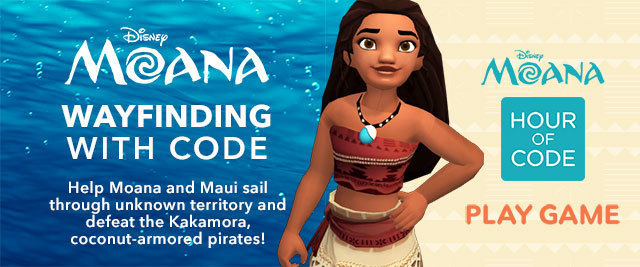 Disney
MOANA
WAYFINDING
WITH CODE
Help Moana and Maui sail
through unknown territory and
defeat the Kakamora,
coconut-armored pirates!
Disney
MOANA
HOUR
OF
CODE
PLAY GAME